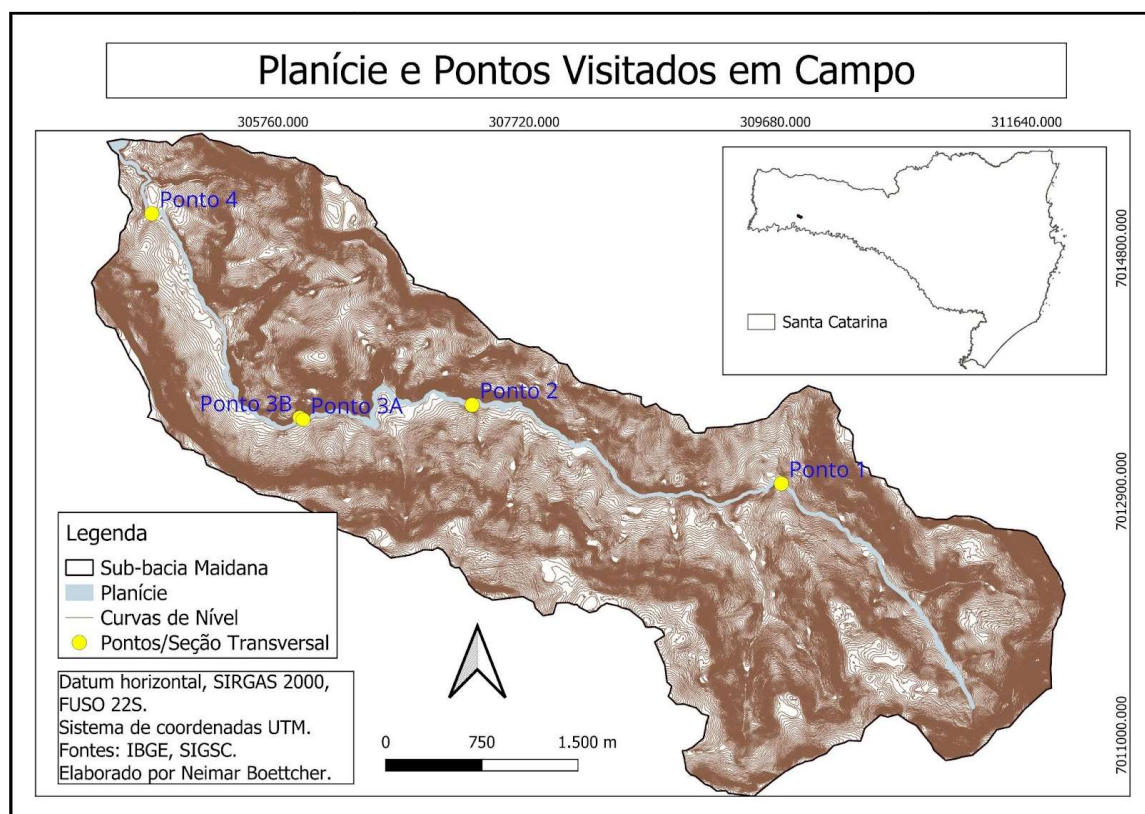 Planície e Pontos Visitados em Campo
305760.000 307720.000 309680.000 311640.000
Ponto 4
7014800.000
Santa Catarina
Ponto 3B
Ponto 3A
Ponto 2
Ponto 1
7012900.000
Legenda
Sub-bacia Maidana
Planície
Curvas de Nível
Pontos/Seção Transversal
Datum horizontal, SIRGAS 2000,
FUSO 22S.
Sistema de coordenadas UTM.
Fontes: IBGE, SIGSC.
Elaborado por Neimar Boettcher.
0 750 1.500 m
7011000.000